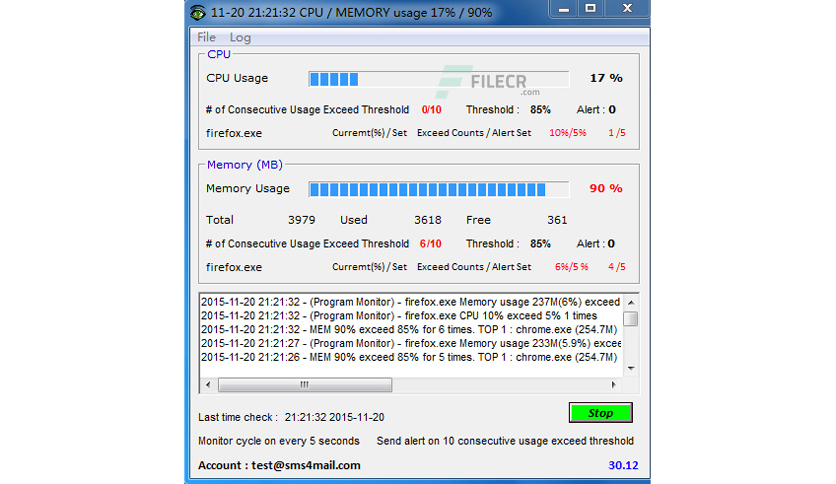 11-20 21:21:32 CPU / MEMORY usage 17% / 90%
File Log
CPU
CPU Usage 17 %
FILECR
.com
# of Consecutive Usage Exceed Threshold 0/10 Threshold : 85% Alert : 0
firefox.exe Curremt(%) / Set Exceed Counts / Alert Set 10%/5% 1 /5
Memory (MB)
Memory Usage 90 %
Total 3979 Used 3618 Free 361
# of Consecutive Usage Exceed Threshold 6/10 Threshold : 85% Alert : 0
firefox.exe Curremt(%) / Set Exceed Counts / Alert Set 6%/5 % 4 /5
2015-11-20 21:21:32 - (Program Monitor) - firefox.exe Memory usage 237M(6%) exceed
2015-11-20 21:21:32 - (Program Monitor) - firefox.exe CPU 10% exceed 5% 1 times
2015-11-20 21:21:32 - MEM 90% exceed 85% for 6 times. TOP 1 : chrome.exe (254.7M)
2015-11-20 21:21:27 - (Program Monitor) - firefox.exe Memory usage 233M(5.9%) excee
2015-11-20 21:21:26 - MEM 90% exceed 85% for 5 times. TOP 1 : chrome.exe (254.7M)
Last time check : 21:21:32 2015-11-20
Stop
Monitor cycle on every 5 seconds Send alert on 10 consecutive usage exceed threshold
Account : test@sms4mail.com 30.12